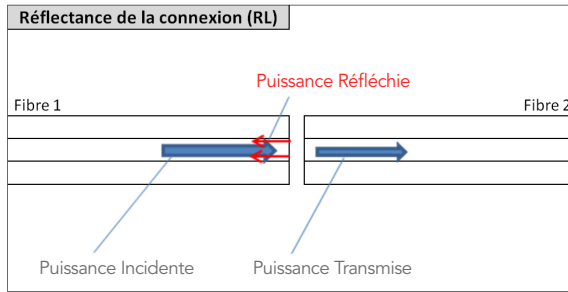 Réflectance de la connexion (RL)
Puissance Réfléchie
Fibre 1
Fibre 2
Puissance Incidente
Puissance Transmise